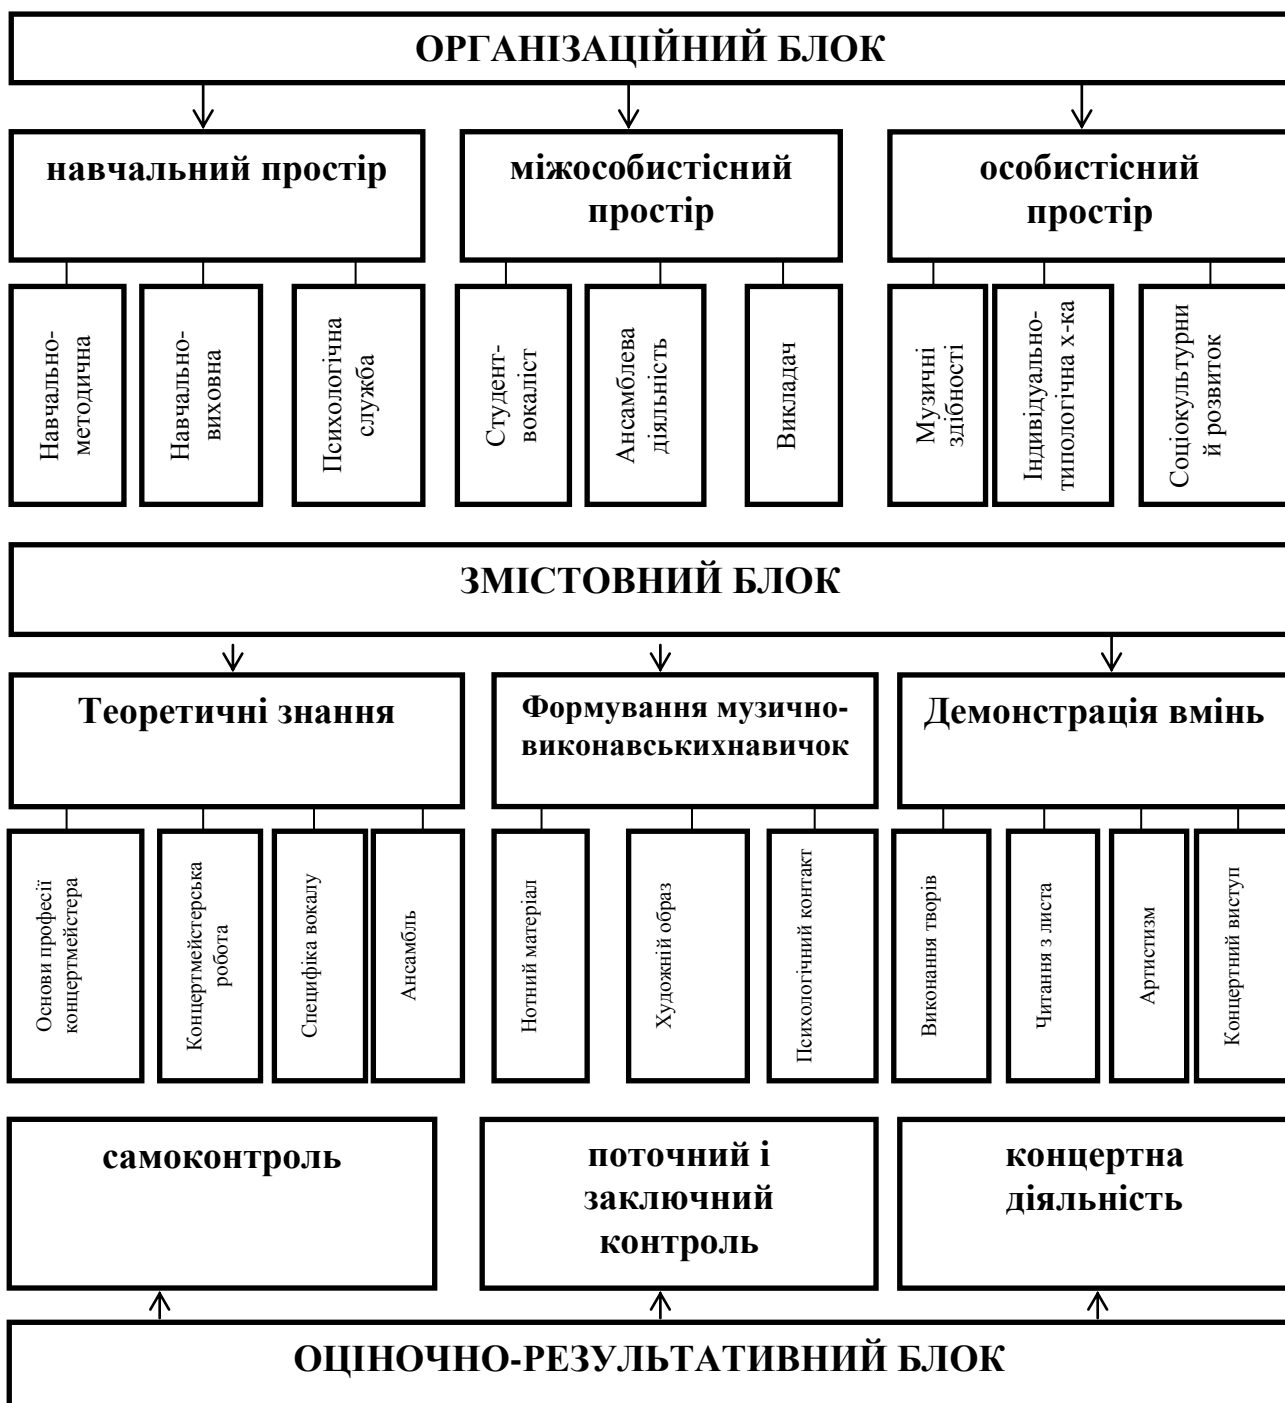 ОРГАНІЗАЦІЙНИЙ БЛОК
навчальний простір
міжособистісний
простір
особистісний
простір
Навчально-
методична
Навчально-
виховна
Психологічна
служба
Студент-
вокаліст
Ансамблева
діяльність
Викладач
Музичні
здібності
Індивідуально-
типологічна х-ка
Соціокультурни
й розвиток
ЗМІСТОВНИЙ БЛОК
Теоретичні знання
Формування музично-
виконавськихнавичок
Демонстрація вмінь
Основи професії
концертмейстера
Концертмейстерська
робота
Специфіка вокалу
Ансамбль
Нотний матеріал
Художній образ
Психологічний контакт
Виконання творів
Читання з листа
Артистизм
Концертний виступ
самоконтроль
поточний і
заключний
контроль
концертна
діяльність
ОЦІНОЧНО-РЕЗУЛЬТАТИВНИЙ БЛОК